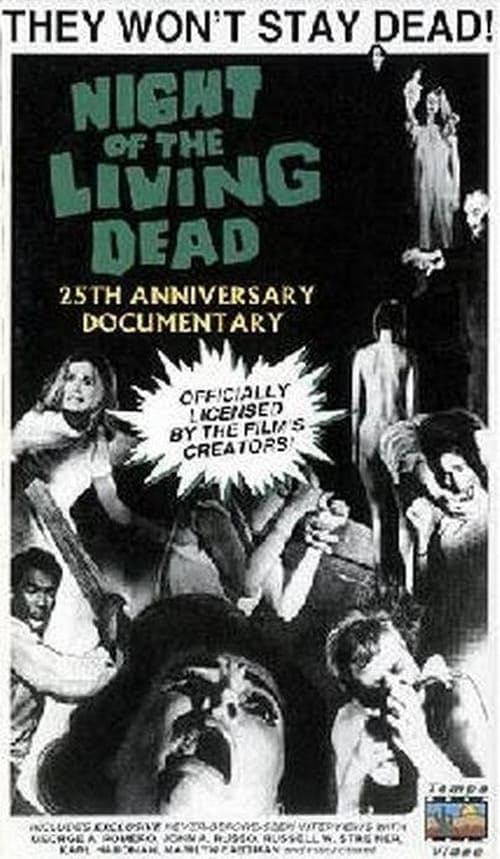 THEY WON'T STAY DEAD!
NIGHT
OF THE
LIVING
DEAD
25TH ANNIVERSARY
DOCUMENTARY
OFFICIALLY
LICENSED
BY THE FILM'S
CREATORS!
INCLUDES EXCLUSIVE NEVER-BEFORE-SEEN INTERVIEWS WITH
GEORGE A. ROMERO, JOHN A. RUSSO, RUSSELL W. STREINER,
KARL HARDMAN, MARILYN EASTMAN and
Tempe
Video